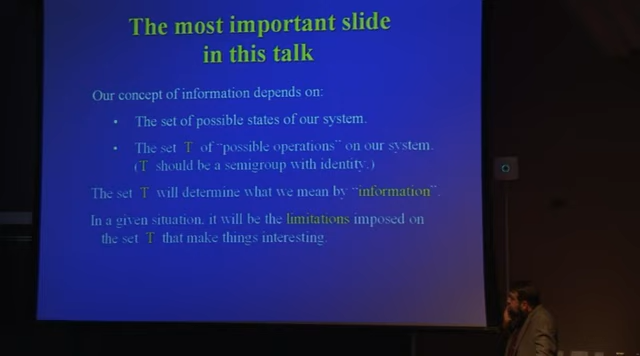 The most important slide
in this talk
Our concept of information depends on:
• The set of possible states of our system.
• The set T of "possible operations" on our system.
(T should be a semigroup with identity.)
The set T will determine what we mean by "information".
In a given situation, it will be the limitations imposed on
the set T that make things interesting.